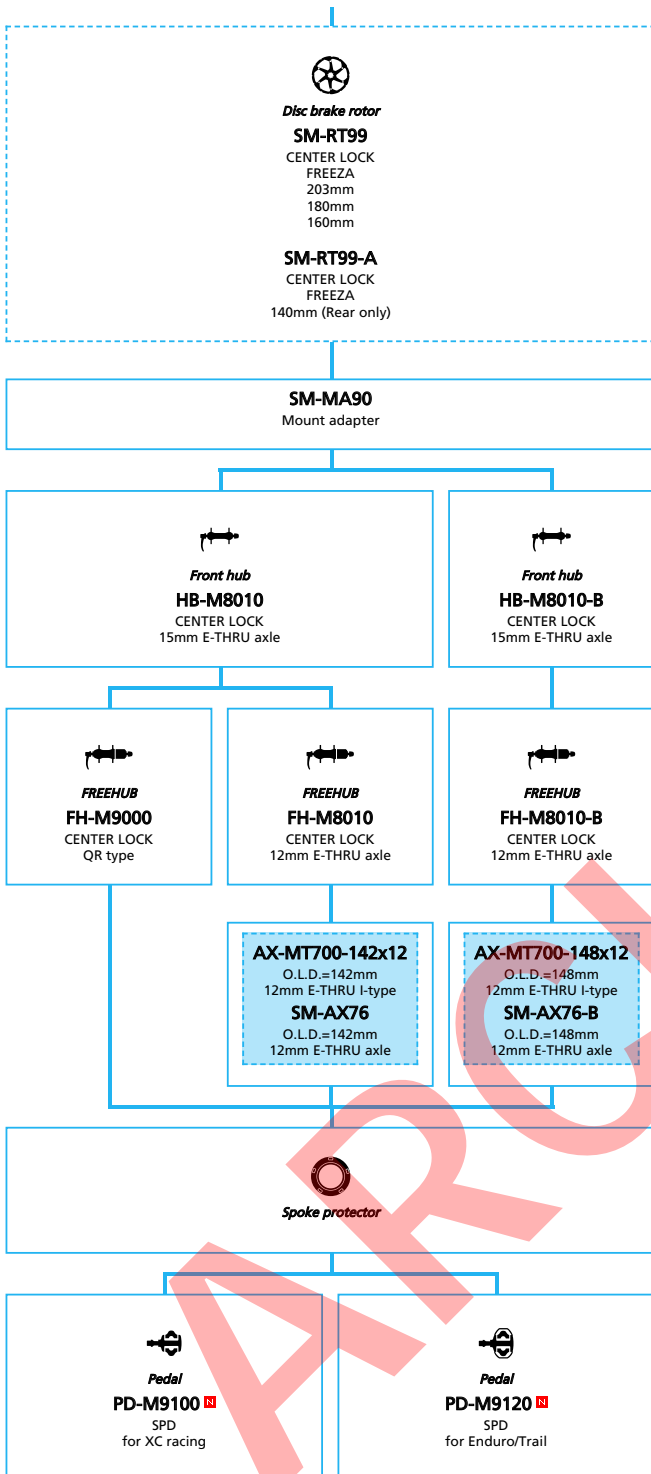 Disc brake rotor
SM-RT99
CENTER LOCK
FREEZA
203mm
180mm
160mm
SM-RT99-A
CENTER LOCK
FREEZA
140mm (Rear only)
SM-MA90
Mount adapter
Front hub
HB-M8010
CENTER LOCK
15mm E-THRU axle
Front hub
HB-M8010-B
CENTER LOCK
15mm E-THRU axle
FREEHUB
FH-M9000
CENTER LOCK
QR type
FREEHUB
FH-M8010
CENTER LOCK
12mm E-THRU axle
FREEHUB
FH-M8010-B
CENTER LOCK
12mm E-THRU axle
AX-MT700-142x12
O.L.D.=142mm
12mm E-THRU I-type
SM-AX76
O.L.D.=142mm
12mm E-THRU axle
AX-MT700-148x12
O.L.D.=148mm
12mm E-THRU I-type
SM-AX76-B
O.L.D.=148mm
12mm E-THRU axle
Spoke protector
Pedal
PD-M9100 N
SPD
for XC racing
Pedal
PD-M9120 N
SPD
for Enduro/Trail
ARC